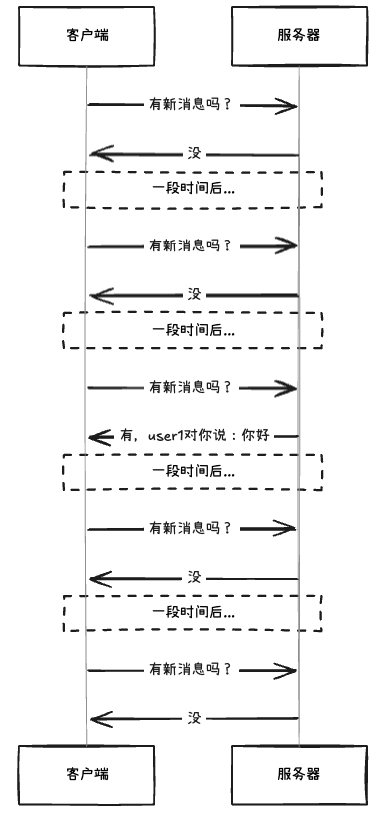 客户端
服务器
有新消息吗？
没
一段时间后...
有新消息吗？
没
一段时间后...
有新消息吗？
有，user1对你说：你好
一段时间后...
有新消息吗？
没
一段时间后...
有新消息吗？
没
客户端
服务器